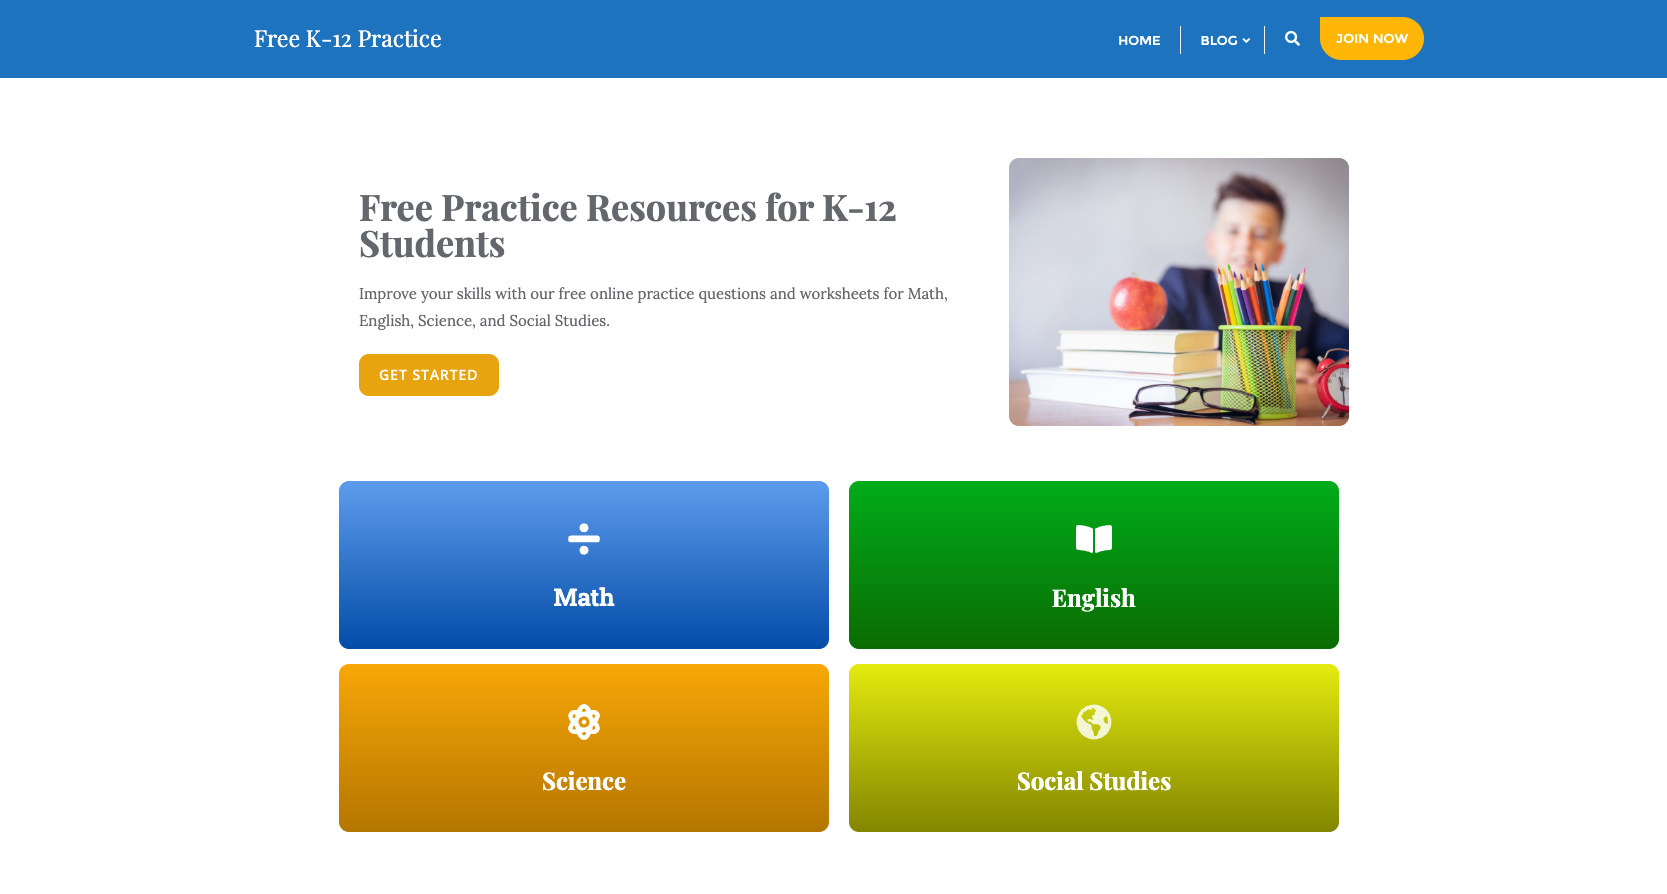 Free K-12 Practice
HOME
BLOG
JOIN NOW
Free Practice Resources for K-12
Students
Improve your skills with our free online practice questions and worksheets for Math,
English, Science, and Social Studies.
GET STARTED
Math
English
Science
Social Studies